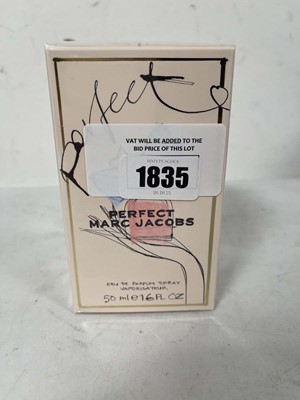 Perfect
VAT WILL BE ADDED TO THE
BID PRICE OF THIS LOT
1835
PERFECT
MARC JACOBS
EAU DE PARFUM SPRAY
VAPORISATEUR
50 ml e 1.6 FL OZ